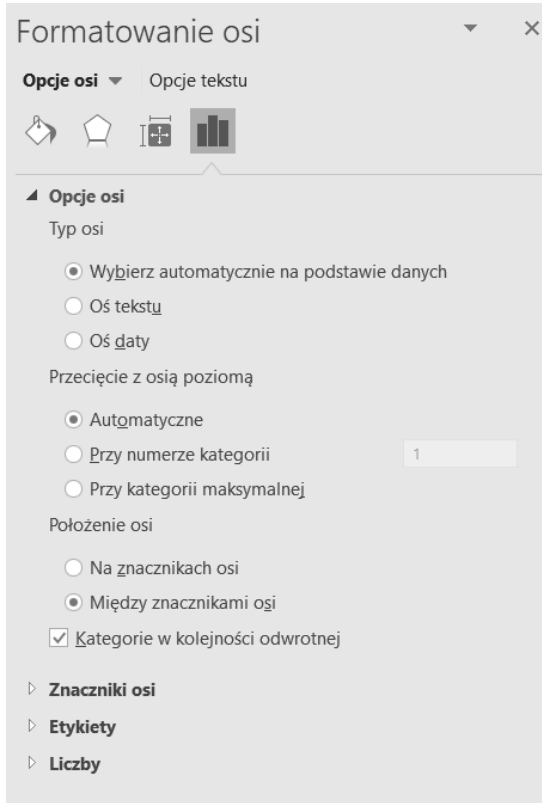 Formatowanie osi
Opcje osi Opcje tekstu
Opcje osi
Typ osi
Wybierz automatycznie na podstawie danych
Oś tekstu
Oś daty
Przecięcie z osią poziomą
Automatyczne
Przy numerze kategorii 1
Przy kategorii maksymalnej
Położenie osi
Na znacznikach osi
Między znacznikami osi
Kategorie w kolejności odwrotnej
Znaczniki osi
Etykiety
Liczby